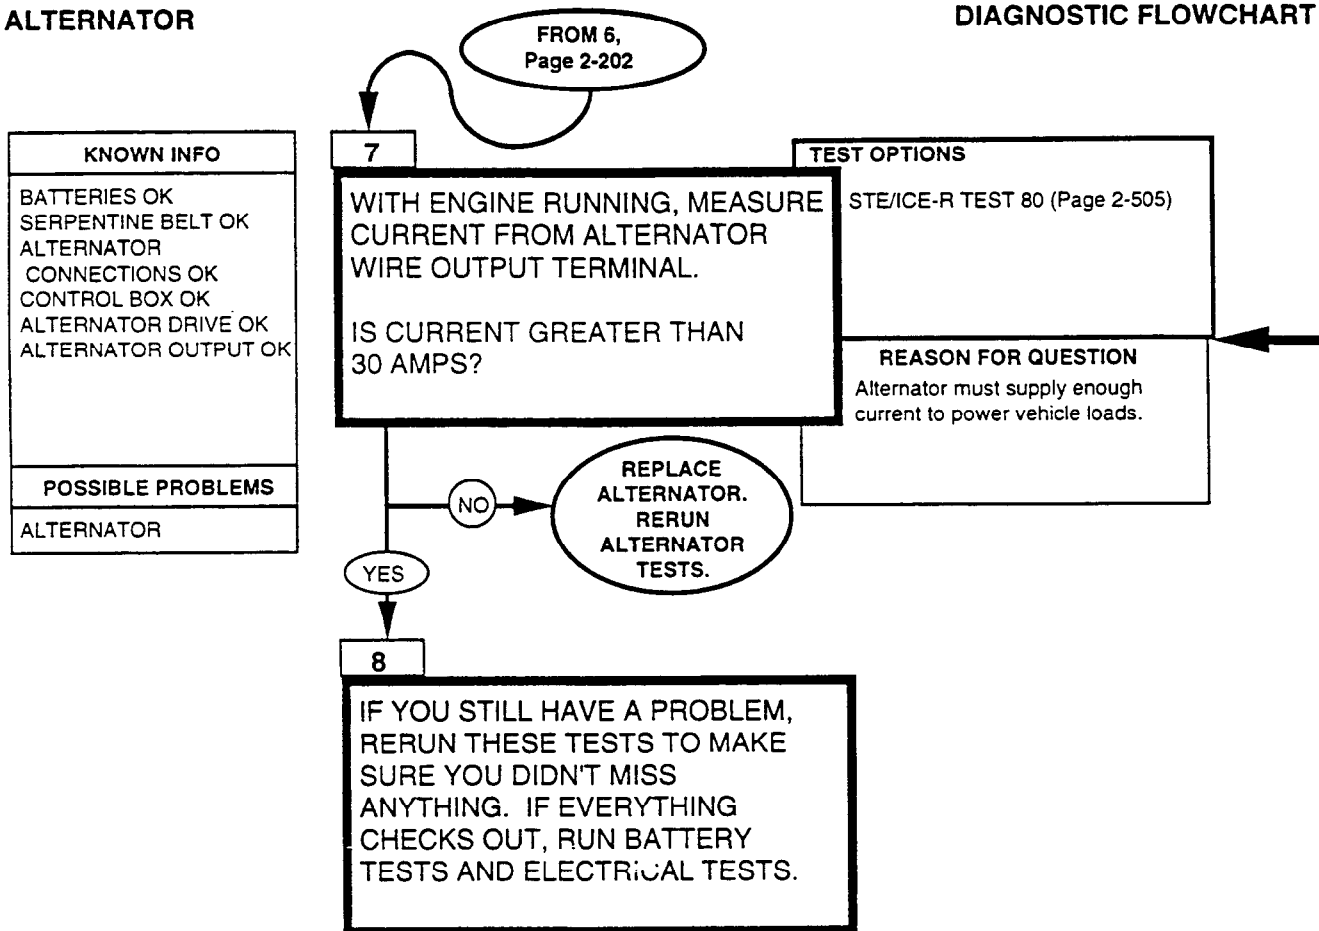 ALTERNATOR
DIAGNOSTIC FLOWCHART
FROM 6,
Page 2-202
KNOWN INFO
BATTERIES OK
SERPENTINE BELT OK
ALTERNATOR
CONNECTIONS OK
CONTROL BOX OK
ALTERNATOR DRIVE OK
ALTERNATOR OUTPUT OK
POSSIBLE PROBLEMS
ALTERNATOR
7
WITH ENGINE RUNNING, MEASURE
CURRENT FROM ALTERNATOR
WIRE OUTPUT TERMINAL.
IS CURRENT GREATER THAN
30 AMPS?
TEST OPTIONS
STE/ICE-R TEST 80 (Page 2-505)
REASON FOR QUESTION
Alternator must supply enough
current to power vehicle loads.
NO
REPLACE
ALTERNATOR.
RERUN
ALTERNATOR
TESTS.
YES
8
IF YOU STILL HAVE A PROBLEM,
RERUN THESE TESTS TO MAKE
SURE YOU DIDN'T MISS
ANYTHING. IF EVERYTHING
CHECKS OUT, RUN BATTERY
TESTS AND ELECTRICAL TESTS.